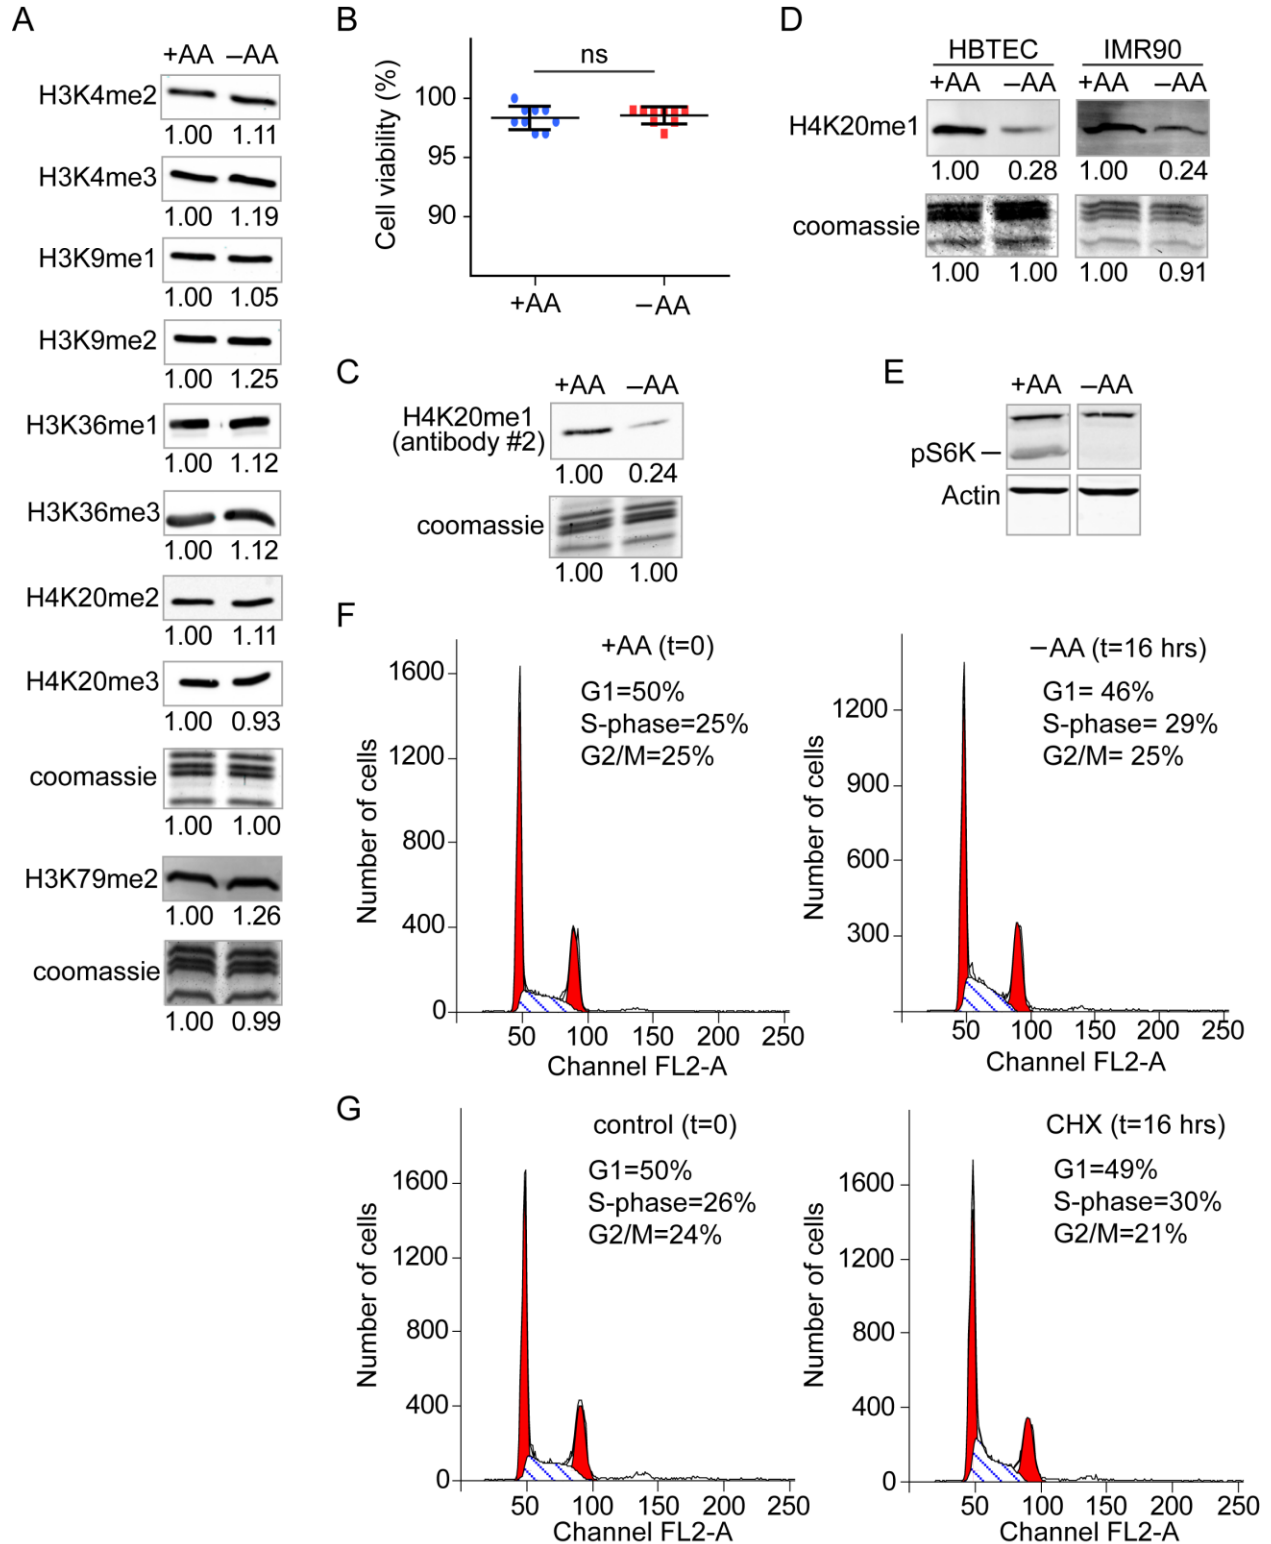 A
+AA –AA
H3K4me2
1.00 1.11
H3K4me3
1.00 1.19
H3K9me1
1.00 1.05
H3K9me2
1.00 1.25
H3K36me1
1.00 1.12
H3K36me3
1.00 1.12
H4K20me2
1.00 1.11
H4K20me3
1.00 0.93
coomassie
1.00 1.00
H3K79me2
1.00 1.26
coomassie
1.00 0.99
B
Cell viability (%)
ns
100
95
90
+AA –AA
C
+AA –AA
H4K20me1
(antibody #2)
1.00 0.24
coomassie
1.00 1.00
D
HBTEC IMR90
+AA –AA +AA –AA
H4K20me1
1.00 0.28 1.00 0.24
coomassie
1.00 1.00 1.00 0.91
E
+AA –AA
pS6K
Actin
F
+AA (t=0)
G1=50%
S-phase=25%
G2/M=25%
Number of cells
1600
1200
800
400
0
50 100 150 200 250
Channel FL2-A
–AA (t=16 hrs)
G1= 46%
S-phase= 29%
G2/M= 25%
Number of cells
1200
900
600
300
50 100 150 200 250
Channel FL2-A
G
control (t=0)
G1=50%
S-phase=26%
G2/M=24%
Number of cells
1600
1200
800
400
0
50 100 150 200 250
Channel FL2-A
CHX (t=16 hrs)
G1=49%
S-phase=30%
G2/M=21%
Number of cells
1600
1200
800
400
0
50 100 150 200 250
Channel FL2-A